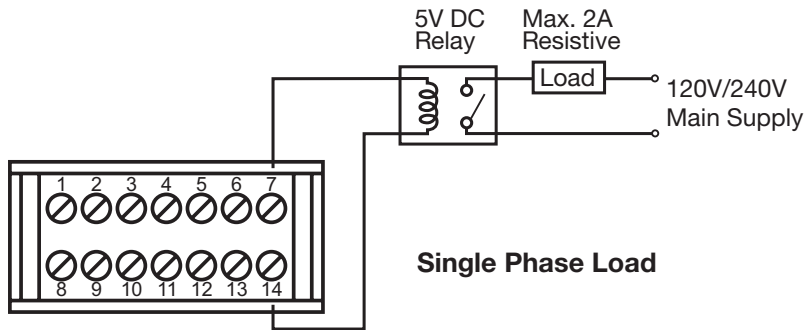 5V DC
Relay
Max. 2A
Resistive
Load
120V/240V
Main Supply
1 2 3 4 5 6 7
8 9 10 11 12 13 14
Single Phase Load